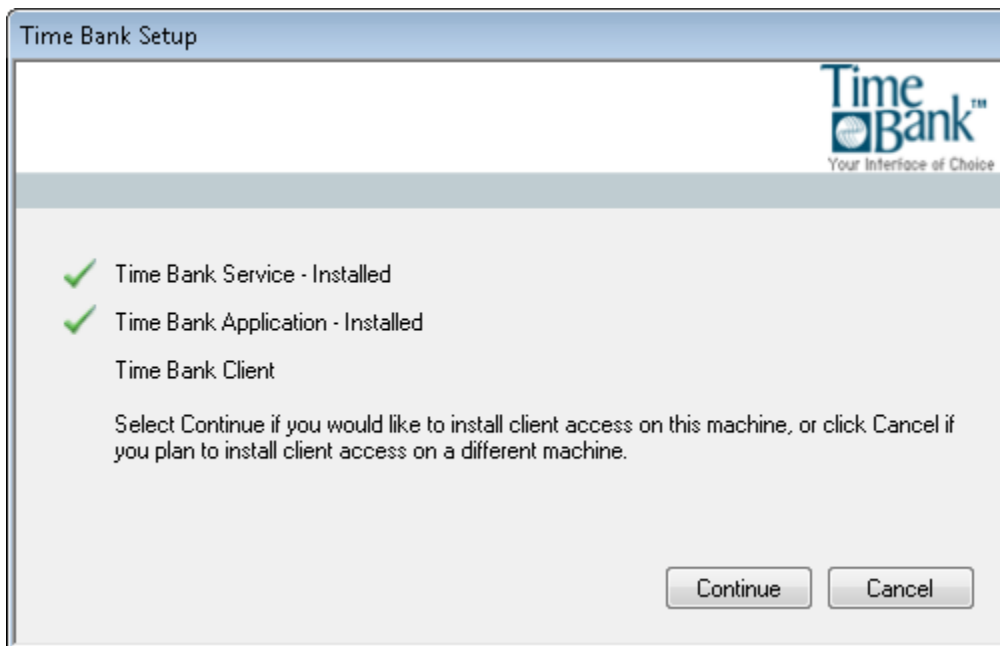 Time Bank Setup
Time
Bank™
Your Interface of Choice
Time Bank Service - Installed
Time Bank Application - Installed
Time Bank Client
Select Continue if you would like to install client access on this machine, or click Cancel if
you plan to install client access on a different machine.
Continue
Cancel